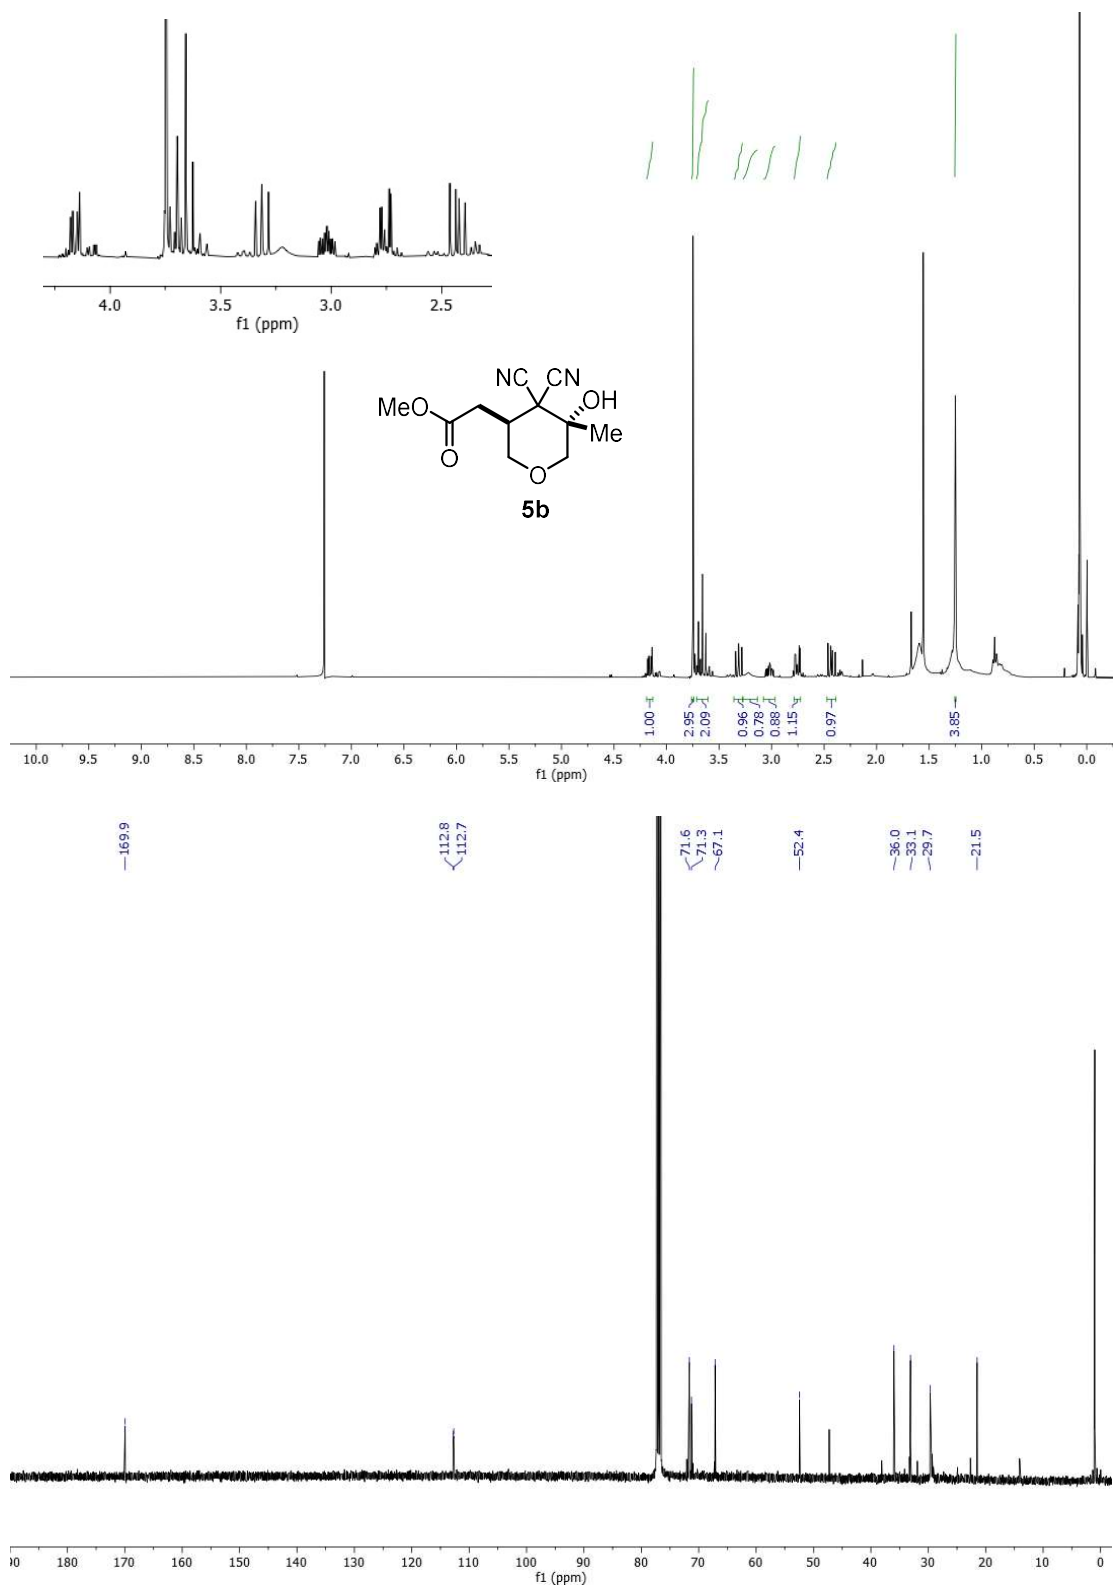 4.0 3.5 3.0 2.5
f1 (ppm)
NC CN
MeO OH
Me
O O
5b
1.00 2.95 2.09 0.96 0.78 0.88 1.15 0.97 3.85
10.0 9.5 9.0 8.5 8.0 7.5 7.0 6.5 6.0 5.5 5.0 4.5 4.0 3.5 3.0 2.5 2.0 1.5 1.0 0.5 0.0
f1 (ppm)
169.9 112.8 112.7 71.6 71.3 67.1 52.4 36.0 33.1 29.7 21.5
90 180 170 160 150 140 130 120 110 100 90 80 70 60 50 40 30 20 10 0
f1 (ppm)